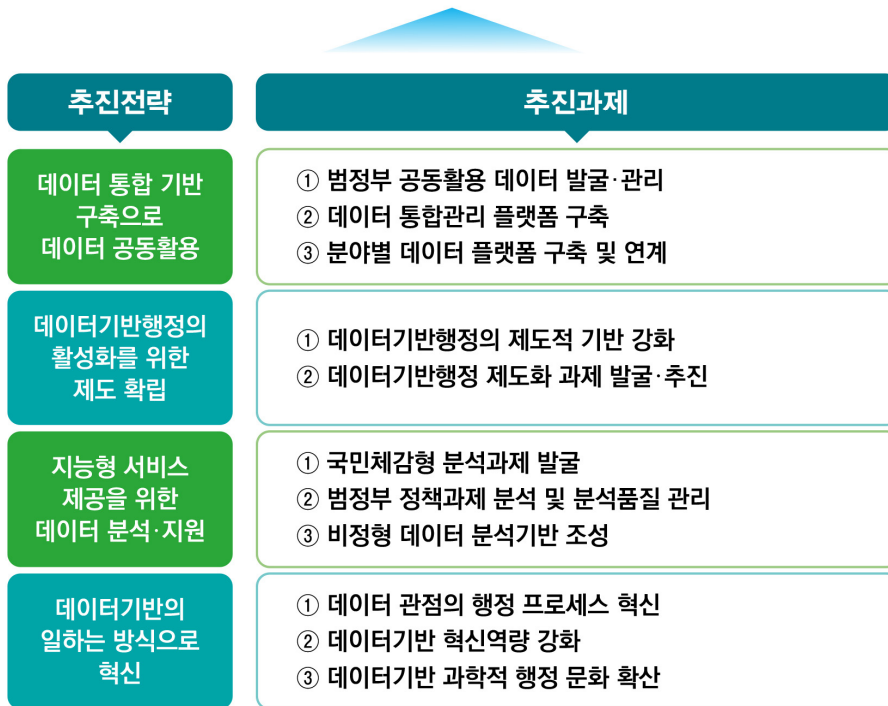 추진전략
추진과제
데이터 통합 기반
구축으로
데이터 공동활용
① 범정부 공동활용 데이터 발굴·관리
② 데이터 통합관리 플랫폼 구축
③ 분야별 데이터 플랫폼 구축 및 연계
데이터기반행정의
활성화를 위한
제도 확립
① 데이터기반행정의 제도적 기반 강화
② 데이터기반행정 제도화 과제 발굴·추진
지능형 서비스
제공을 위한
데이터 분석·지원
① 국민체감형 분석과제 발굴
② 범정부 정책과제 분석 및 분석품질 관리
③ 비정형 데이터 분석기반 조성
데이터기반의
일하는 방식으로
혁신
① 데이터 관점의 행정 프로세스 혁신
② 데이터기반 혁신역량 강화
③ 데이터기반 과학적 행정 문화 확산